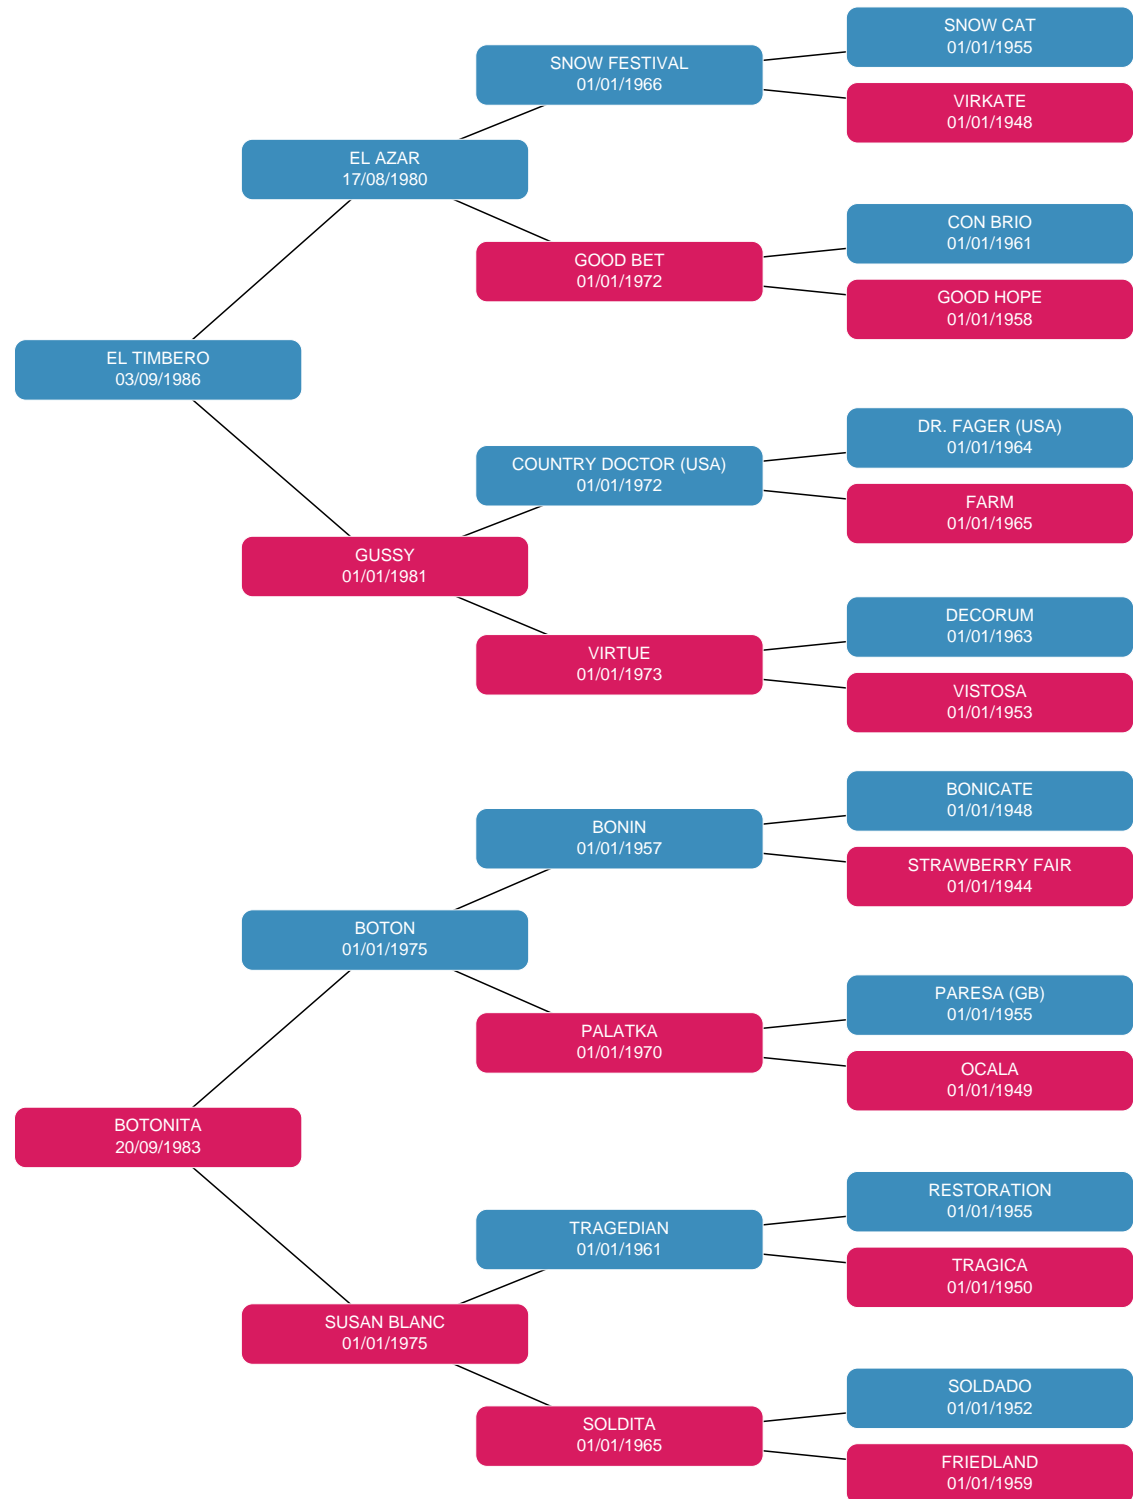 SNOW CAT
01/01/1955
SNOW FESTIVAL
01/01/1966
VIRKATE
01/01/1948
EL AZAR
17/08/1980
CON BRIO
01/01/1961
GOOD BET
01/01/1972
GOOD HOPE
01/01/1958
EL TIMBERO
03/09/1986
DR. FAGER (USA)
01/01/1964
COUNTRY DOCTOR (USA)
01/01/1972
FARM
01/01/1965
GUSSY
01/01/1981
DECORUM
01/01/1963
VIRTUE
01/01/1973
VISTOSA
01/01/1953
BONICATE
01/01/1948
BONIN
01/01/1957
STRAWBERRY FAIR
01/01/1944
BOTON
01/01/1975
PARESA (GB)
01/01/1955
PALATKA
01/01/1970
OCALA
01/01/1949
BOTONITA
20/09/1983
RESTORATION
01/01/1955
TRAGEDIAN
01/01/1961
TRAGICA
01/01/1950
SUSAN BLANC
01/01/1975
SOLDADO
01/01/1952
SOLDITA
01/01/1965
FRIEDLAND
01/01/1959